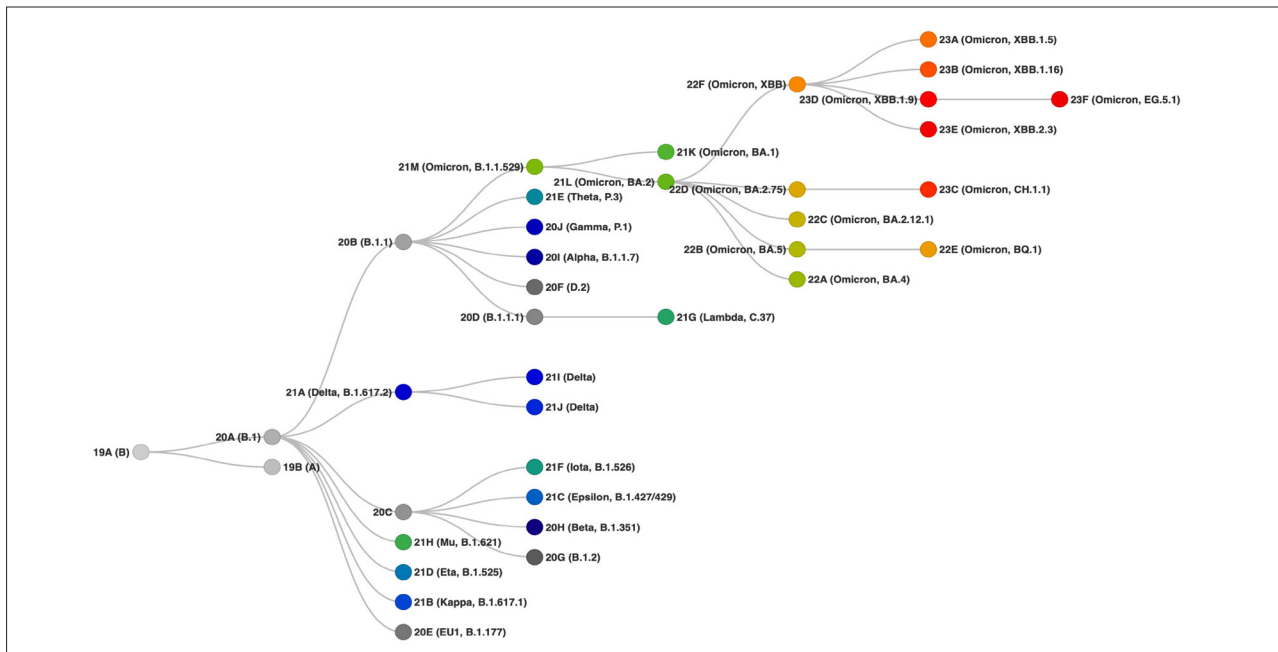 23A (Omicron, XBB.1.5)
23B (Omicron, XBB.1.16)
22F (Omicron, XBB)
23D (Omicron, XBB.1.9)
23F (Omicron, EG.5.1)
23E (Omicron, XBB.2.3)
21K (Omicron, BA.1)
21M (Omicron, B.1.1.529)
21L (Omicron, BA.2)
22D (Omicron, BA.2.75)
23C (Omicron, CH.1.1)
21E (Theta, P.3)
22C (Omicron, BA.2.12.1)
20J (Gamma, P.1)
20B (B.1.1)
22B (Omicron, BA.5)
22E (Omicron, BQ.1)
20I (Alpha, B.1.1.7)
22A (Omicron, BA.4)
20F (D.2)
20D (B.1.1.1)
21G (Lambda, C.37)
21I (Delta)
21A (Delta, B.1.617.2)
21J (Delta)
20A (B.1)
19A (B)
19B (A)
21F (Iota, B.1.526)
21C (Epsilon, B.1.427/429)
20C
20H (Beta, B.1.351)
21H (Mu, B.1.621)
20G (B.1.2)
21D (Eta, B.1.525)
21B (Kappa, B.1.617.1)
20E (EU1, B.1.177)